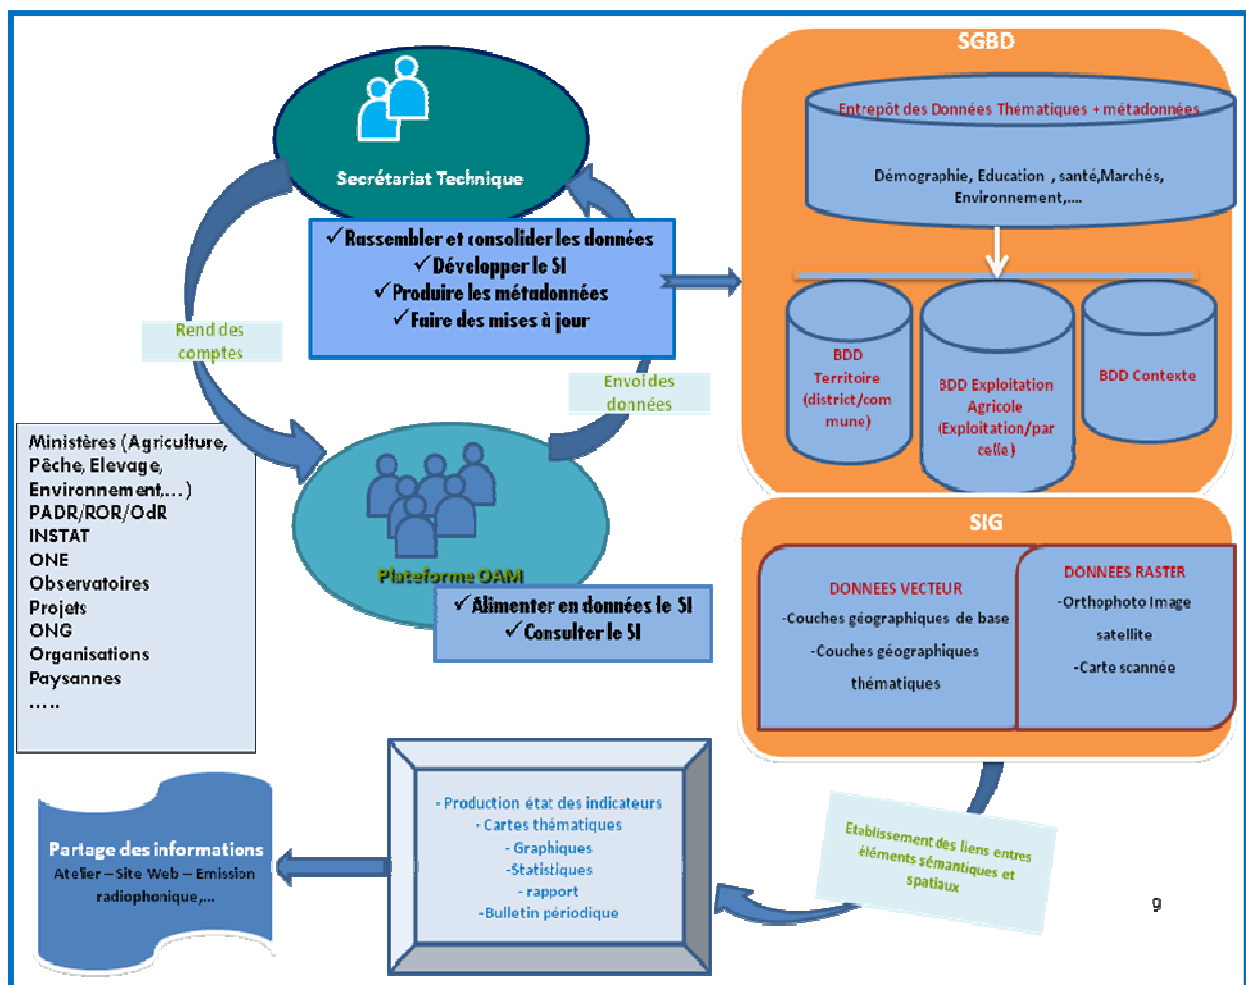 SGBD
Entrepôt des Données Thématiques + métadonnées
Démographie, Education , santé,Marchés,
Environnement,....
BDD
Territoire
(district/com
mune)
BDD Exploitation
Agricole
(Exploitation/par
celle)
BDD Contexte
Secrétariat Technique
✓Rassembler et consolider les données
✓Développer le SI
✓Produire les métadonnées
✓Faire des mises à jour
Rend des
comptes
Envoi des
données
Ministères (Agriculture,
Pêche, Elevage,
Environnement,...)
PADR/ROR/OdR
INSTAT
ONE
Observatoires
Projets
ONG
Organisations
Paysannes
.....
Plateforme OAM
✓Alimenter en données le SI
✓Consulter le SI
SIG
DONNEES VECTEUR
-Couches géographiques de base
-Couches géographiques
thématiques
DONNEES RASTER
-Orthophoto Image
satellite
-Carte scannée
Etablissement des liens entres
éléments sémantiques et
spatiaux
- Production état des indicateurs
- Cartes thématiques
- Graphiques
-Statistiques
- rapport
-Bulletin périodique
Partage des informations
Atelier – Site Web – Emission
radiophonique,...
9